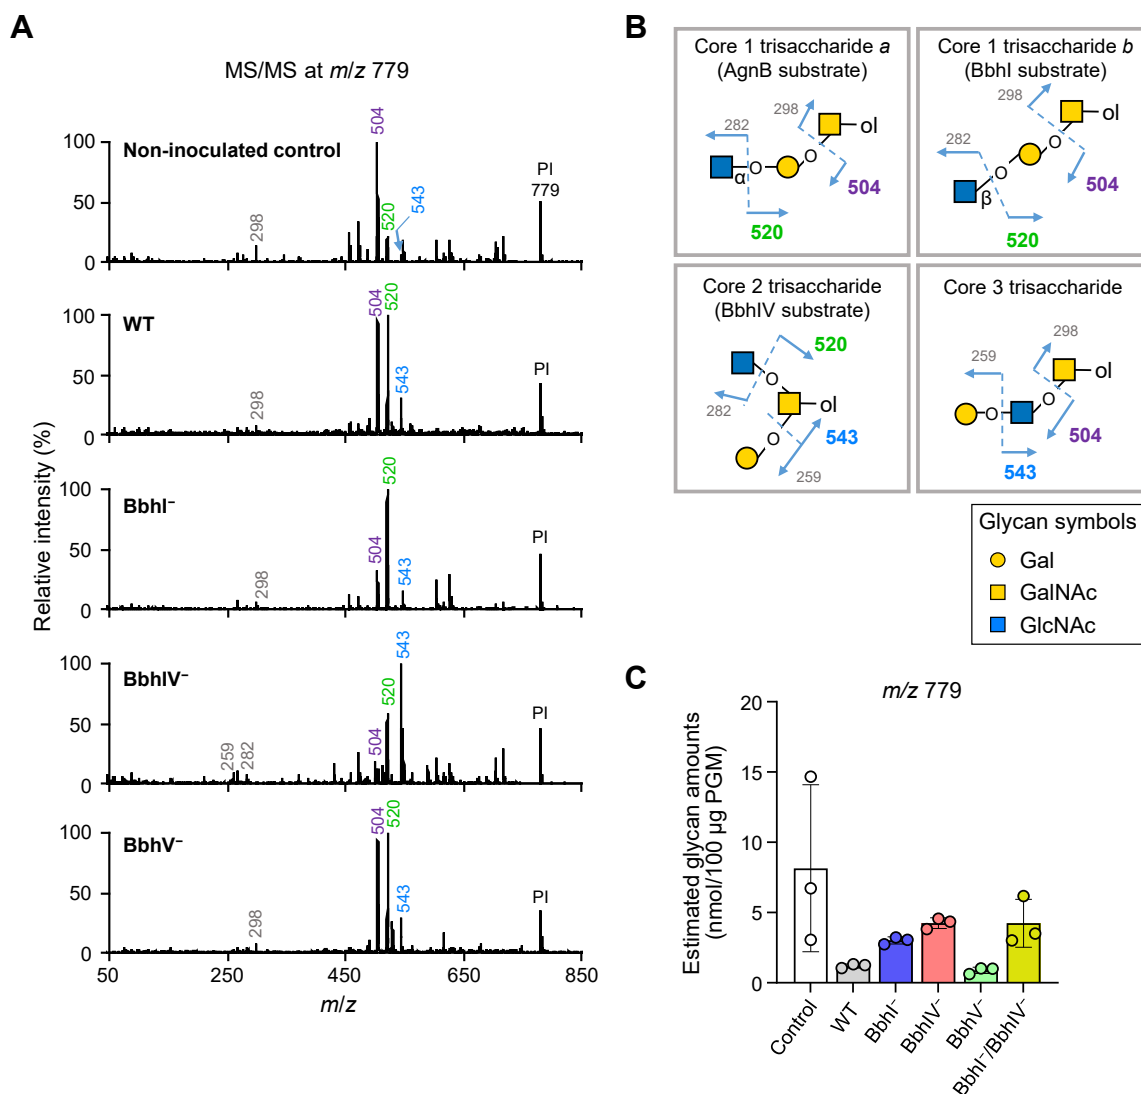 A
MS/MS at m/z 779
Relative intensity (%)
Non-inoculated control
100
50
0
298
504
520
543
PI
779
WT
100
50
0
298
504
520
543
PI
BbhI⁻
100
50
0
298
504
520
543
PI
BbhIV⁻
100
50
0
259
282
504
520
543
PI
BbhV⁻
100
50
0
298
504
520
543
PI
50 250 450 650 850
m/z
B
Core 1 trisaccharide a
(AgnB substrate)
298
282
ol
O
O
α
504
520
Core 1 trisaccharide b
(BbhI substrate)
298
282
ol
O
O
β
504
520
Core 2 trisaccharide
(BbhIV substrate)
520
O
282
ol
O
543
259
Core 3 trisaccharide
298
259
ol
O
O
504
543
Glycan symbols
Gal
GalNAc
GlcNAc
C
m/z 779
Estimated glycan amounts
(nmol/100 µg PGM)
20
15
10
5
0
Control
WT
BbhI⁻
BbhIV⁻
BbhV⁻
BbhI⁻/BbhIV⁻